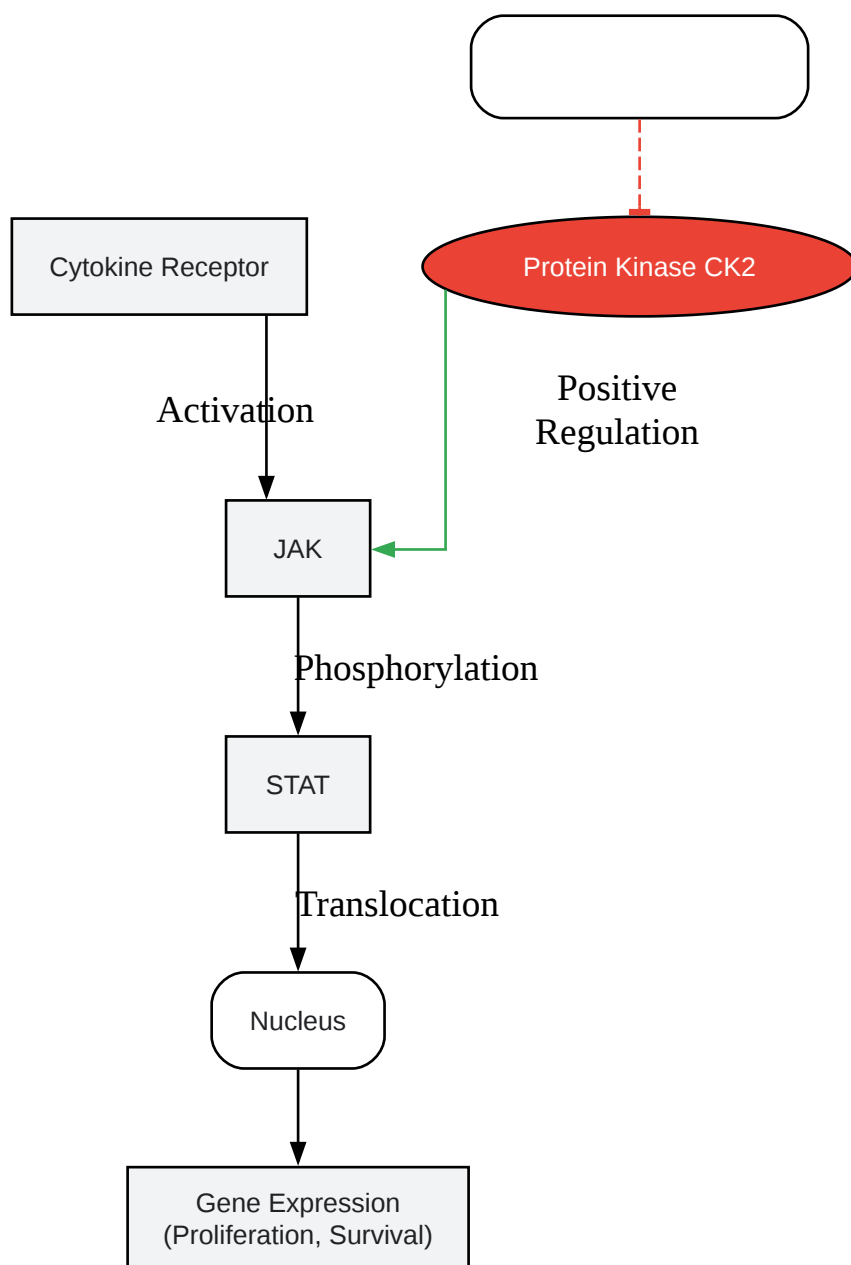 Cytokine Receptor
Protein Kinase CK2
Activation
Positive
Regulation
JAK
Phosphorylation
STAT
Translocation
Nucleus
Gene Expression
(Proliferation, Survival)